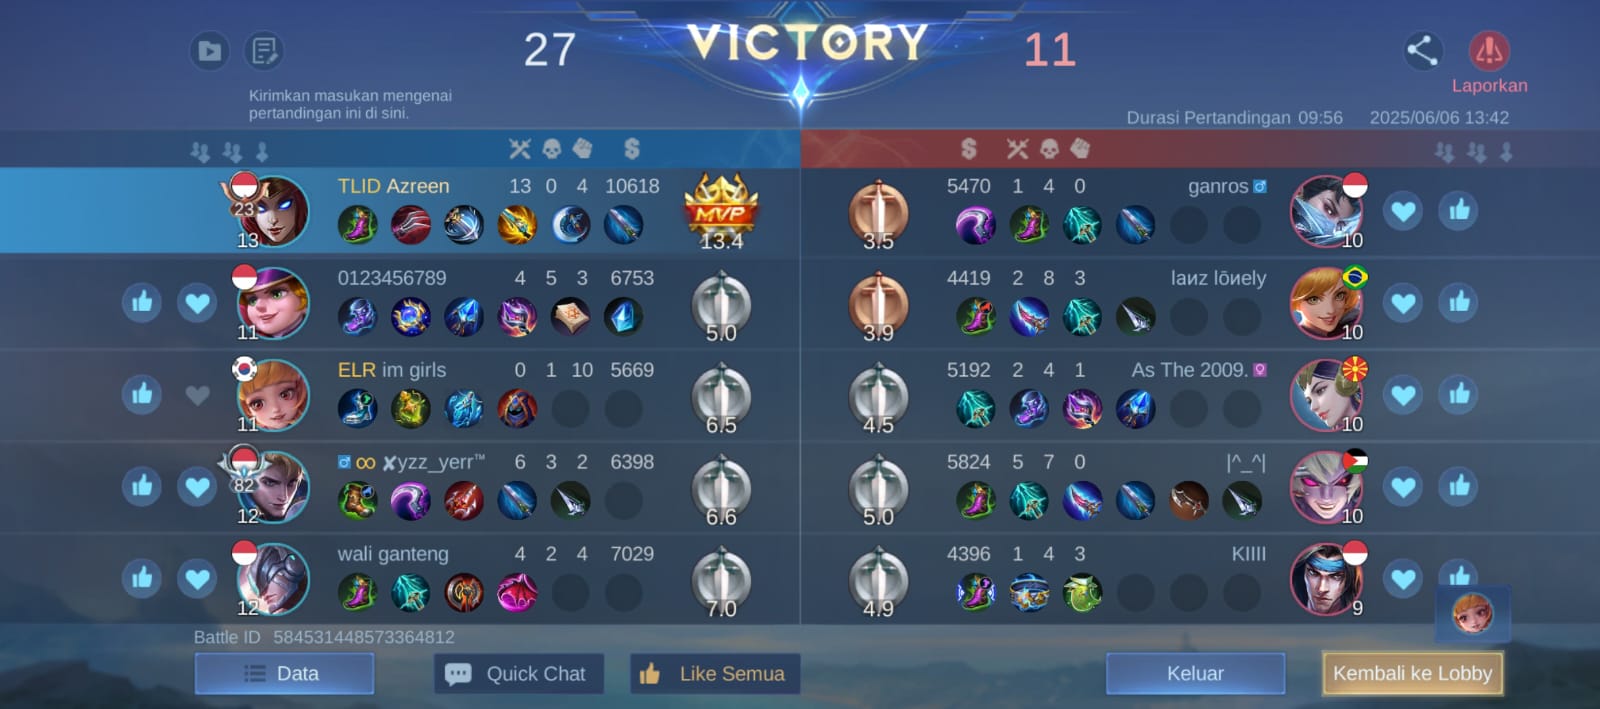 27 VICTORY 11
Laporkan
Kirimkan masukan mengenai
pertandingan ini di sini.
Durasi Pertandingan 09:56 2025/06/06 13:42
TLID Azreen 13 0 4 10618
23
13
MVP
13.4
5470 1 4 0 ganros
3.5
10
0123456789 4 5 3 6753
11
5.0
4419 2 8 3 laиz lōиely
3.9
10
ELR im girls 0 1 10 5669
11
6.5
5192 2 4 1 As The 2009.
4.5
10
∞ ✘yzz_yerr™ 6 3 2 6398
82
12
6.6
5824 5 7 0 |^_^|
5.0
10
wali ganteng 4 2 4 7029
12
7.0
4396 1 4 3 KIIII
4.9
9
Battle ID 584531448573364812
Data
Quick Chat
Like Semua
Keluar
Kembali ke Lobby